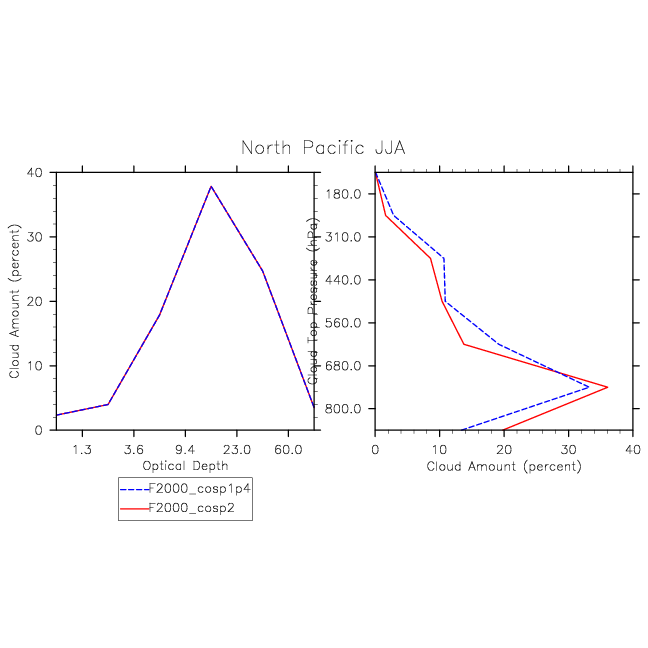 North Pacific JJA
Cloud Amount (percent)
40
30
20
10
0
1.3 3.6 9.4 23.0 60.0
Optical Depth
Cloud Top Pressure (hPa)
180.0
310.0
440.0
560.0
680.0
800.0
0 10 20 30 40
Cloud Amount (percent)
F2000_cosp1p4
F2000_cosp2